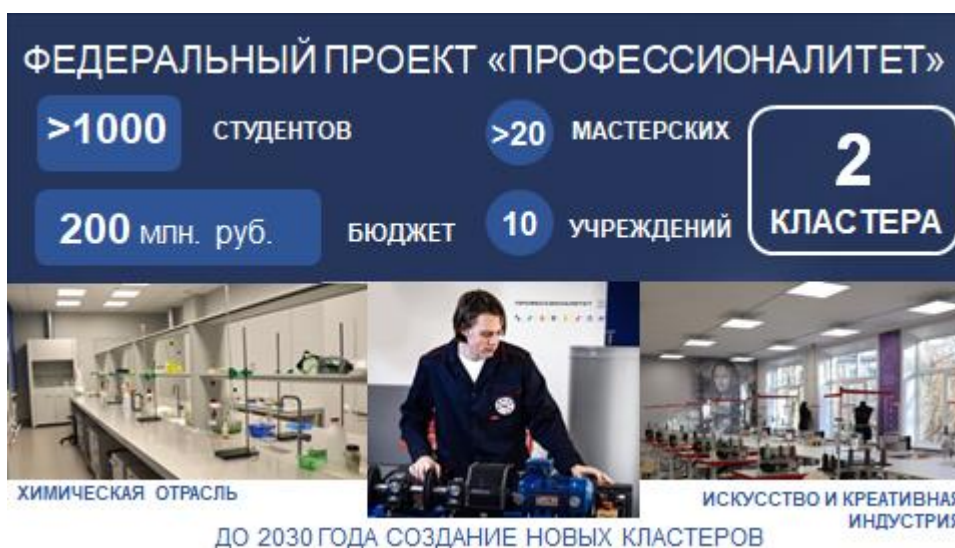 ФЕДЕРАЛЬНЫЙ ПРОЕКТ «ПРОФЕССИОНАЛИТЕТ»
>1000 СТУДЕНТОВ
>20 МАСТЕРСКИХ
200 млн. руб. БЮДЖЕТ
10 УЧРЕЖДЕНИЙ
2
КЛАСТЕРА
ПРОФЕССИОНАЛИТЕТ
ХИМИЧЕСКАЯ ОТРАСЛЬ
ИСКУССТВО И КРЕАТИВНАЯ
ИНДУСТРИЯ
ДО 2030 ГОДА СОЗДАНИЕ НОВЫХ КЛАСТЕРОВ